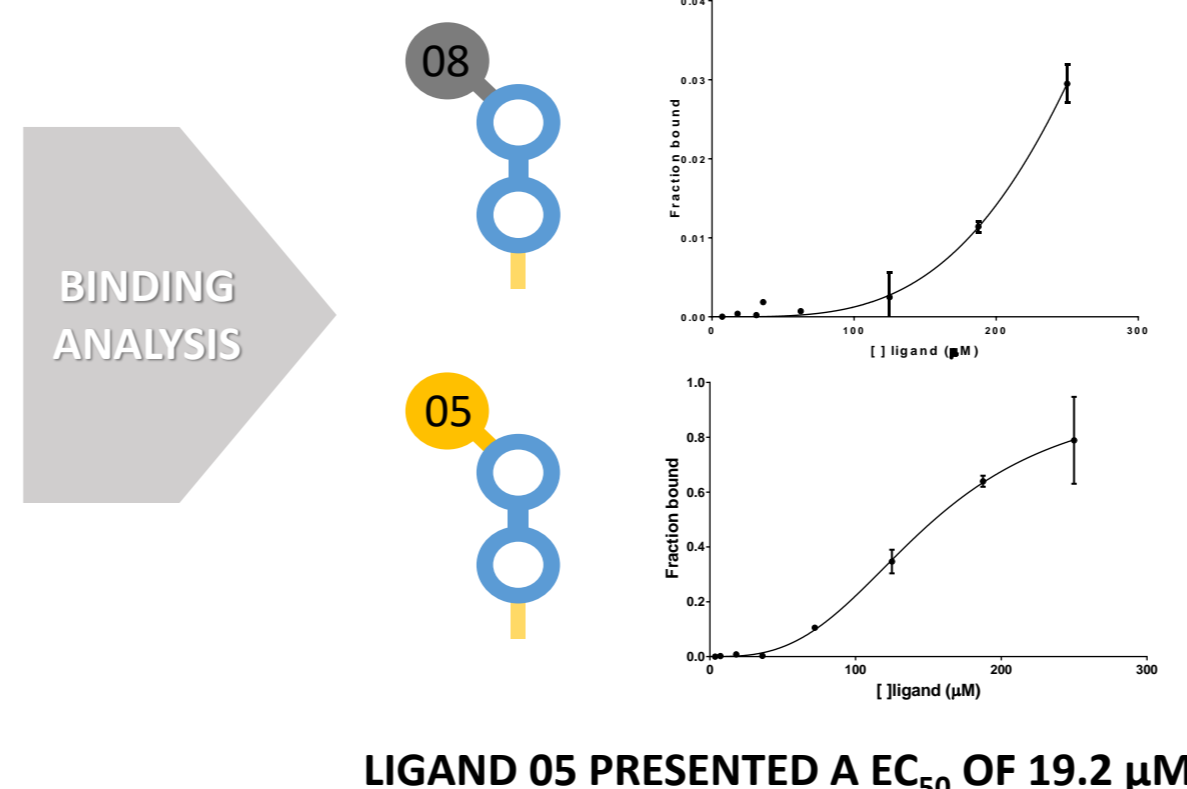 BINDING
ANALYSIS
08
0.04
0.03
0.02
0.01
0.00
Fraction bound
0 100 200 300
[ ] ligand (μM)
05
1.0
0.8
0.6
0.4
0.2
0.0
Fraction bound
0 100 200 300
[ ]ligand (μM)
LIGAND 05 PRESENTED A EC50 OF 19.2 μM